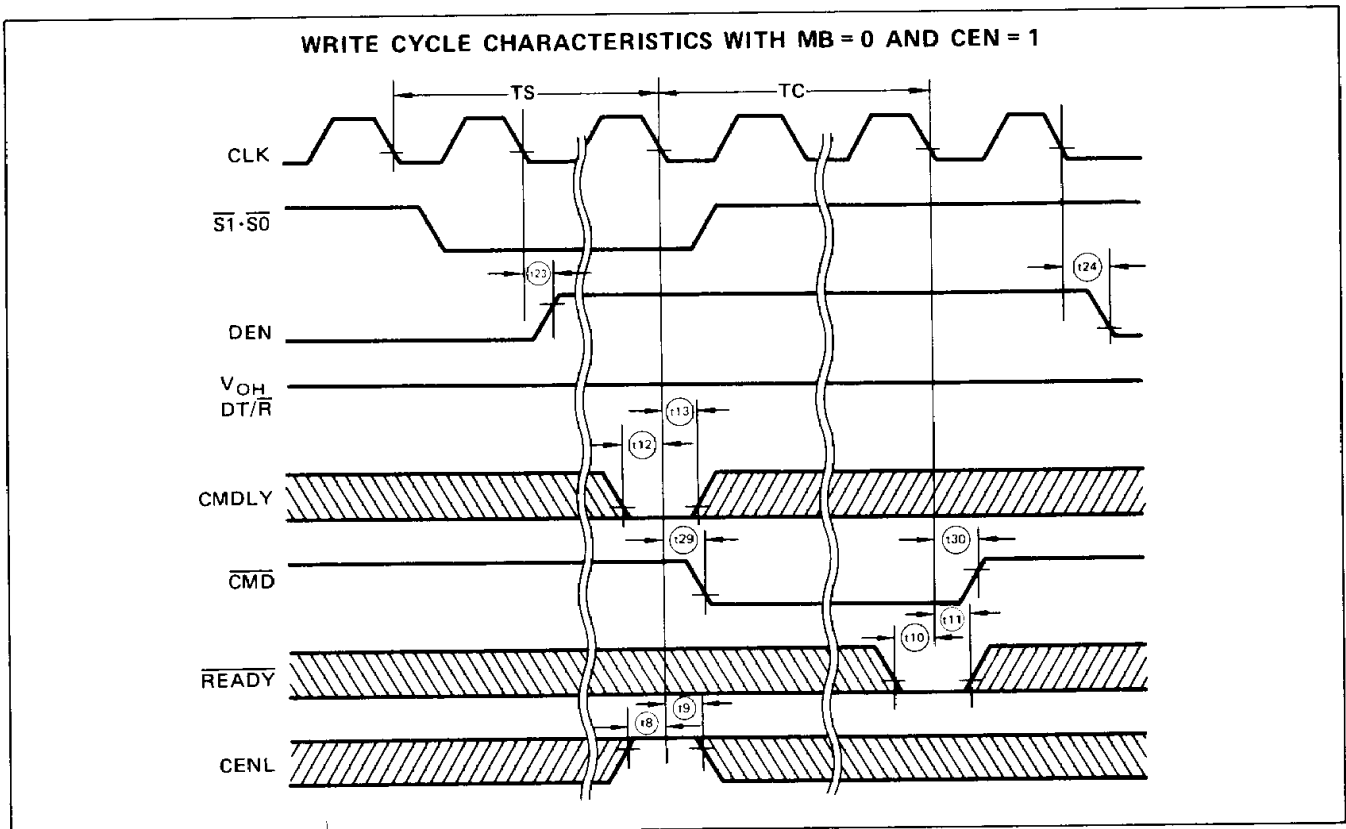 WRITE CYCLE CHARACTERISTICS WITH MB = 0 AND CEN = 1
TS
TC
CLK
S1·S0
t23
t24
DEN
VOH
DT/R
t13
t12
CMDLY
t29
t30
CMD
t11
t10
READY
t9
t8
CENL